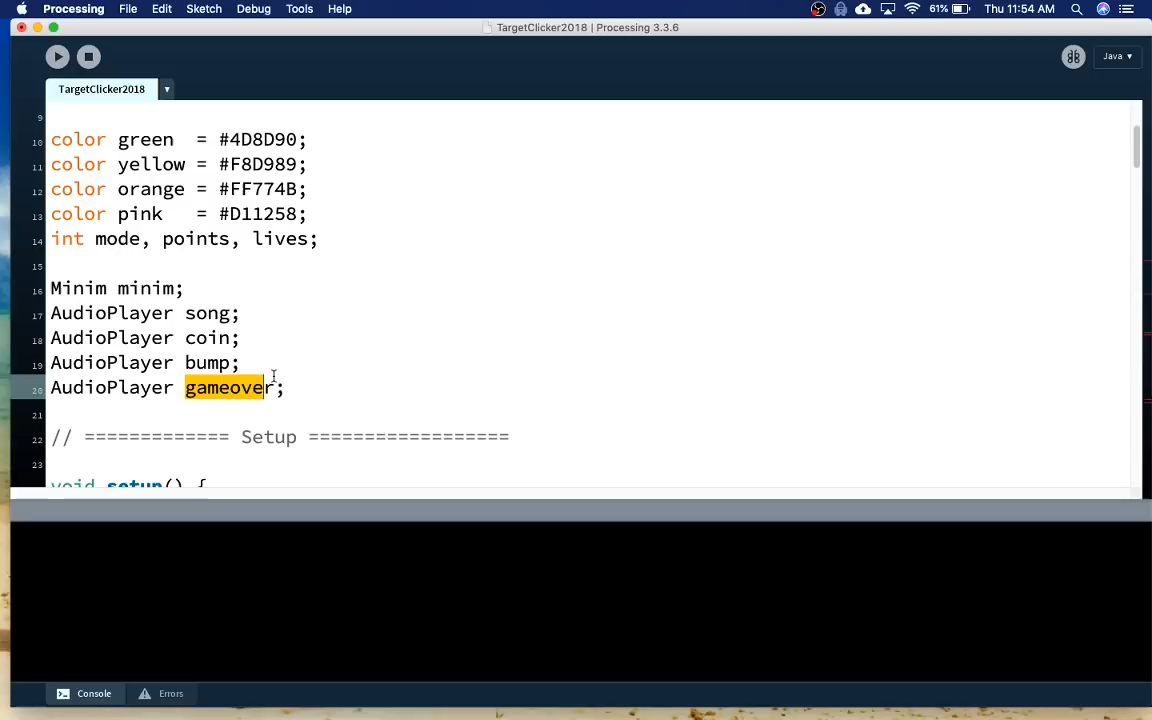 Processing File Edit Sketch Debug Tools Help 61% Thu 11:54 AM
TargetClicker2018 | Processing 3.3.6
Java ▾
TargetClicker2018 ▾
9
10 color green = #4D8D90;
11 color yellow = #F8D989;
12 color orange = #FF774B;
13 color pink = #D11258;
14 int mode, points, lives;
15
16 Minim minim;
17 AudioPlayer song;
18 AudioPlayer coin;
19 AudioPlayer bump;
20 AudioPlayer gameover;
21
22 // ============= Setup ==================
23
void setup() {
Console Errors